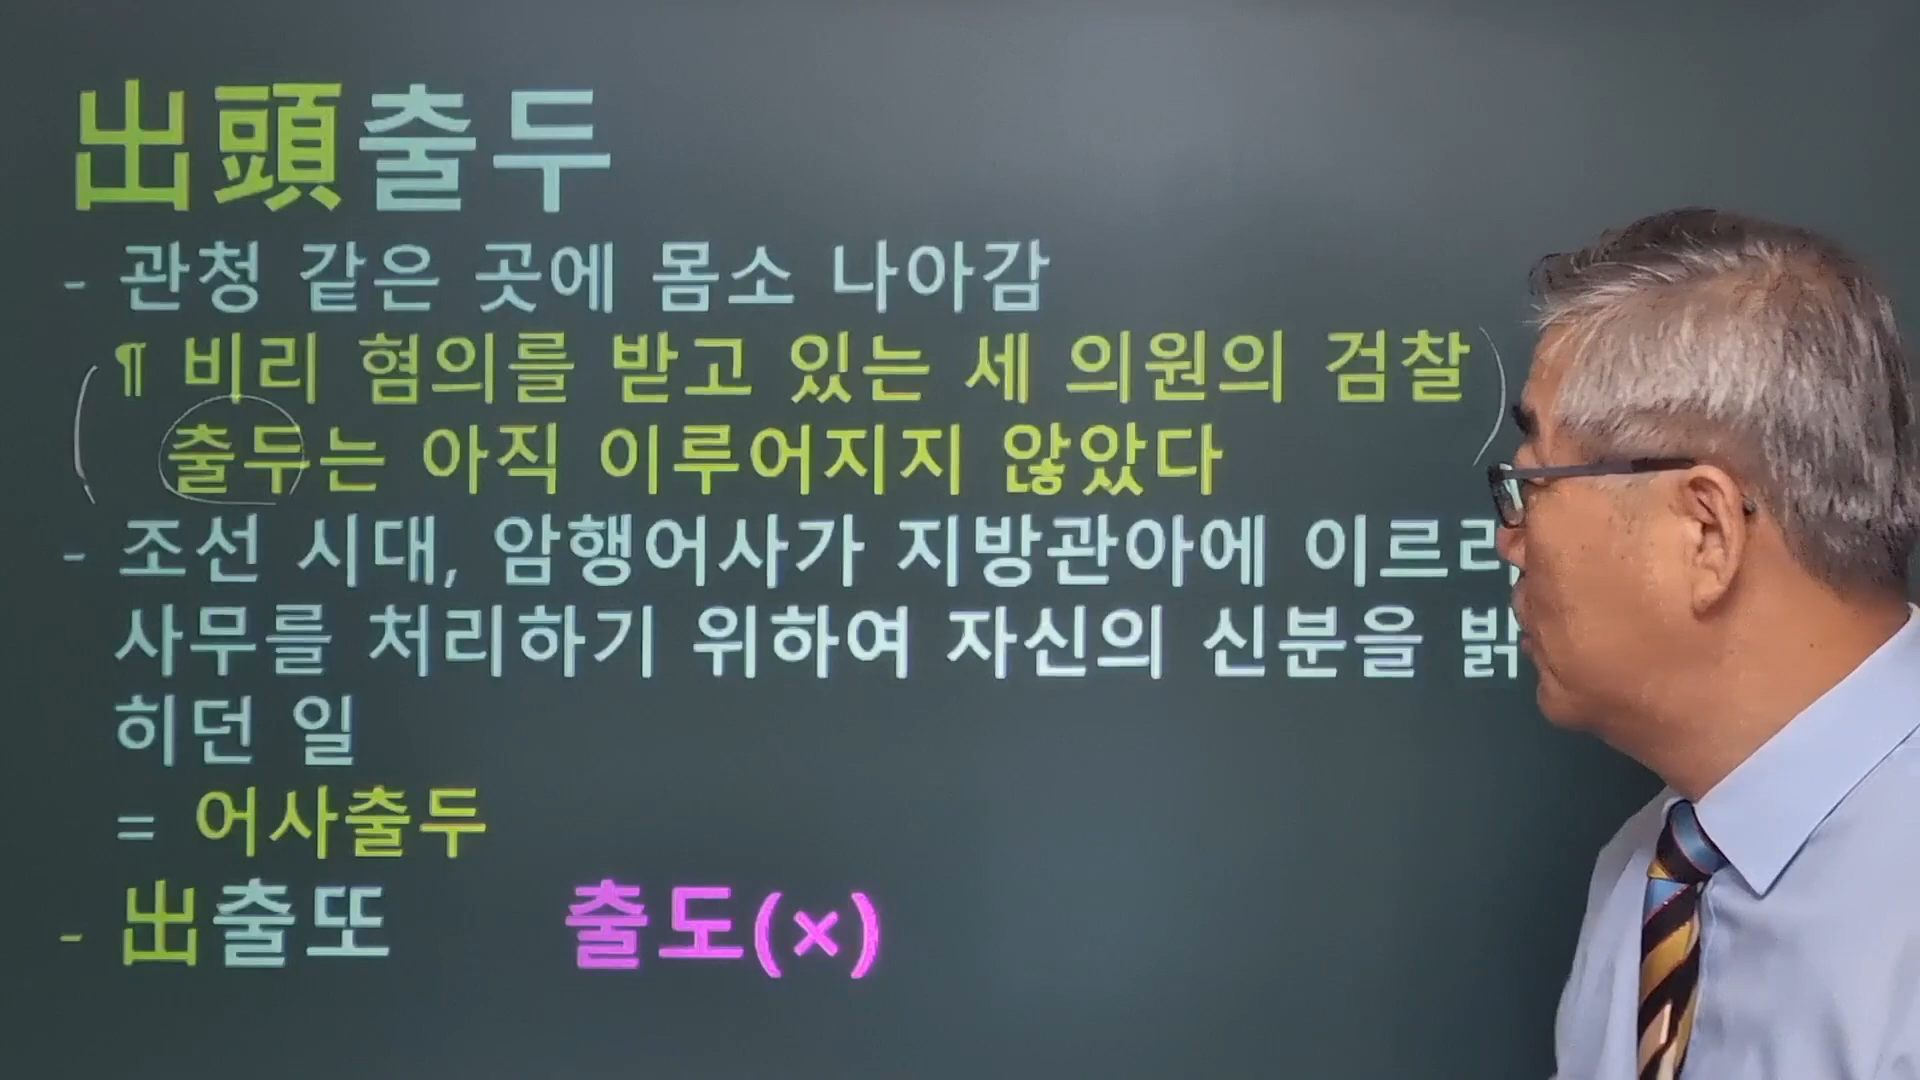 出頭출두
- 관청 같은 곳에 몸소 나아감
¶ 비리 혐의를 받고 있는 세 의원의 검찰
출두는 아직 이루어지지 않았다
- 조선 시대, 암행어사가 지방관아에
사무를 처리하기 위하여 자신의 신분을 밝
히던 일
= 어사출두
- 出출또 출도(×)